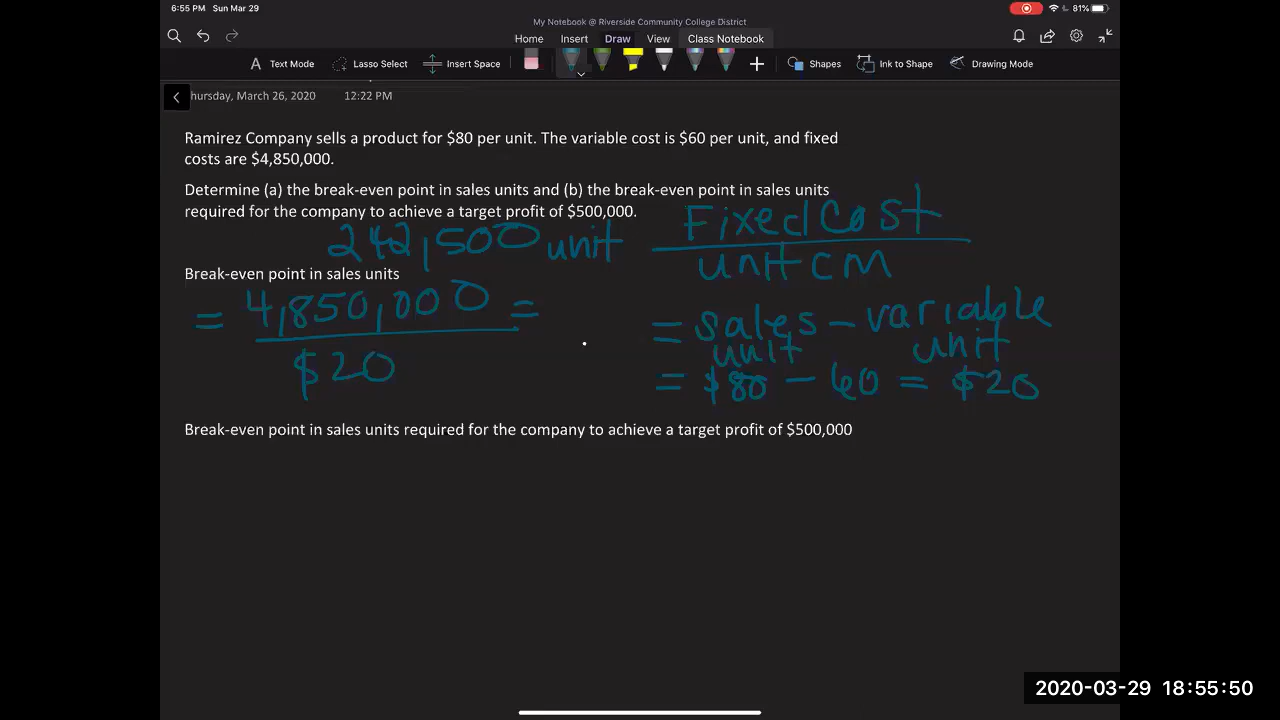 6:55 PM Sun Mar 29
81%
My Notebook @ Riverside Community College District
Home Insert Draw View Class Notebook
Text Mode Lasso Select Insert Space Shapes Ink to Shape Drawing Mode
hursday, March 26, 2020 12:22 PM
Ramirez Company sells a product for $80 per unit. The variable cost is $60 per unit, and fixed
costs are $4,850,000.
Determine (a) the break-even point in sales units and (b) the break-even point in sales units
required for the company to achieve a target profit of $500,000.
242,500 unit
Fixed Cost
unit CM
Break-even point in sales units
= 4,850,000 =
$20
= sales - variable
unit unit
= $80 - 60 = $20
Break-even point in sales units required for the company to achieve a target profit of $500,000
2020-03-29 18:55:50